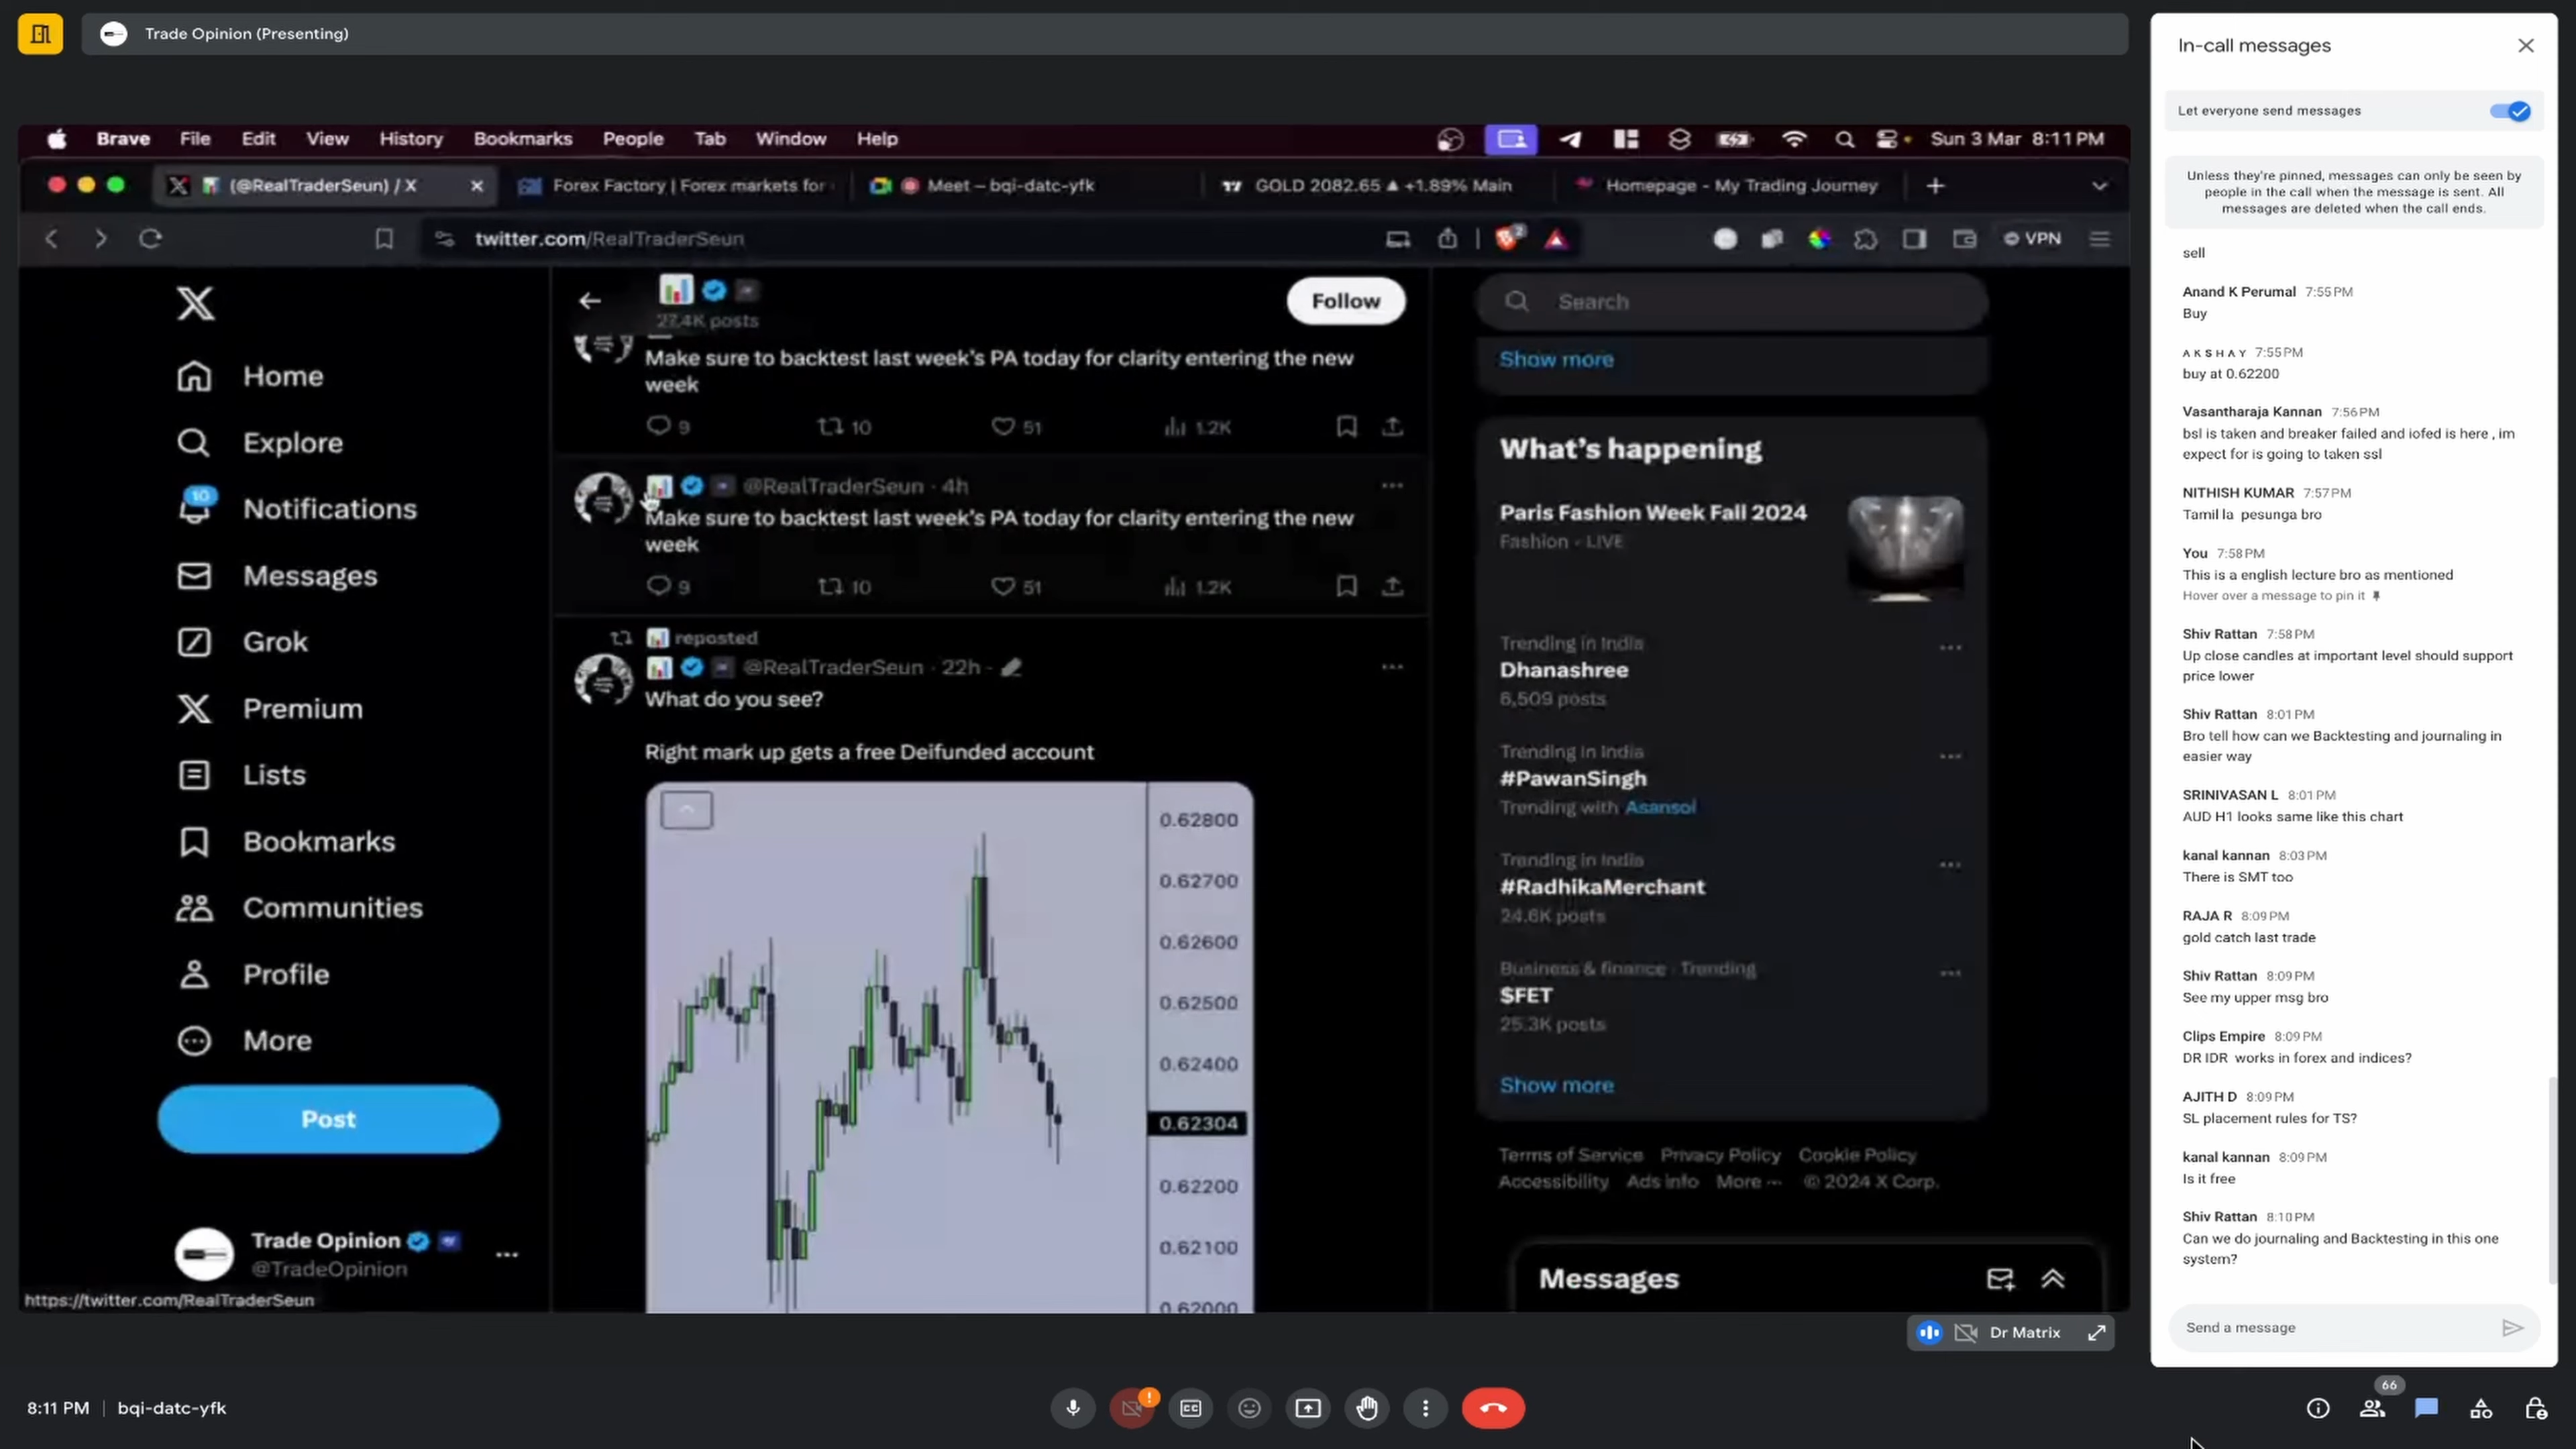 Trade Opinion (Presenting)
Brave File Edit View History Bookmarks People Tab Window Help
Sun 3 Mar 8:11 PM
(@RealTraderSeun) / X
Forex Factory | Forex markets for
Meet – bqi-datc-yfk
GOLD 2082.65 ▲ +1.89% Main
Homepage - My Trading Journey
twitter.com/RealTraderSeun
2
VPN
Home
Explore
10
Notifications
Messages
Grok
Premium
Lists
Bookmarks
Communities
Profile
More
Post
Trade Opinion
@TradeOpinion
https://twitter.com/RealTraderSeun
27.4K posts
Follow
Make sure to backtest last week's PA today for clarity entering the new
week
9 10 51 1.2K
@RealTraderSeun · 4h
Make sure to backtest last week's PA today for clarity entering the new
week
9 10 51 1.2K
reposted
@RealTraderSeun · 22h ·
What do you see?
Right mark up gets a free Deifunded account
0.62800
0.62700
0.62600
0.62500
0.62400
0.62304
0.62200
0.62100
0.62000
Search
Show more
What's happening
Paris Fashion Week Fall 2024
Fashion · LIVE
Trending in India
Dhanashree
6,509 posts
Trending in India
#PawanSingh
Trending with Asansol
Trending in India
#RadhikaMerchant
24.6K posts
Business & finance · Trending
$FET
25.3K posts
Show more
Terms of Service Privacy Policy Cookie Policy
Accessibility Ads info More ··· © 2024 X Corp.
Messages
Dr Matrix
8:11 PM | bqi-datc-yfk
CC
66
In-call messages
Let everyone send messages
Unless they're pinned, messages can only be seen by
people in the call when the message is sent. All
messages are deleted when the call ends.
sell
Anand K Perumal 7:55 PM
Buy
ᴀ ᴋ ꜱ ʜ ᴀ ʏ 7:55 PM
buy at 0.62200
Vasantharaja Kannan 7:56 PM
bsl is taken and breaker failed and iofed is here , im
expect for is going to taken ssl
NITHISH KUMAR 7:57 PM
Tamil la pesunga bro
You 7:58 PM
This is a english lecture bro as mentioned
Hover over a message to pin it
Shiv Rattan 7:58 PM
Up close candles at important level should support
price lower
Shiv Rattan 8:01 PM
Bro tell how can we Backtesting and journaling in
easier way
SRINIVASAN L 8:01 PM
AUD H1 looks same like this chart
kanal kannan 8:03 PM
There is SMT too
RAJA R 8:09 PM
gold catch last trade
Shiv Rattan 8:09 PM
See my upper msg bro
Clips Empire 8:09 PM
DR IDR works in forex and indices?
AJITH D 8:09 PM
SL placement rules for TS?
kanal kannan 8:09 PM
Is it free
Shiv Rattan 8:10 PM
Can we do journaling and Backtesting in this one
system?
Send a message